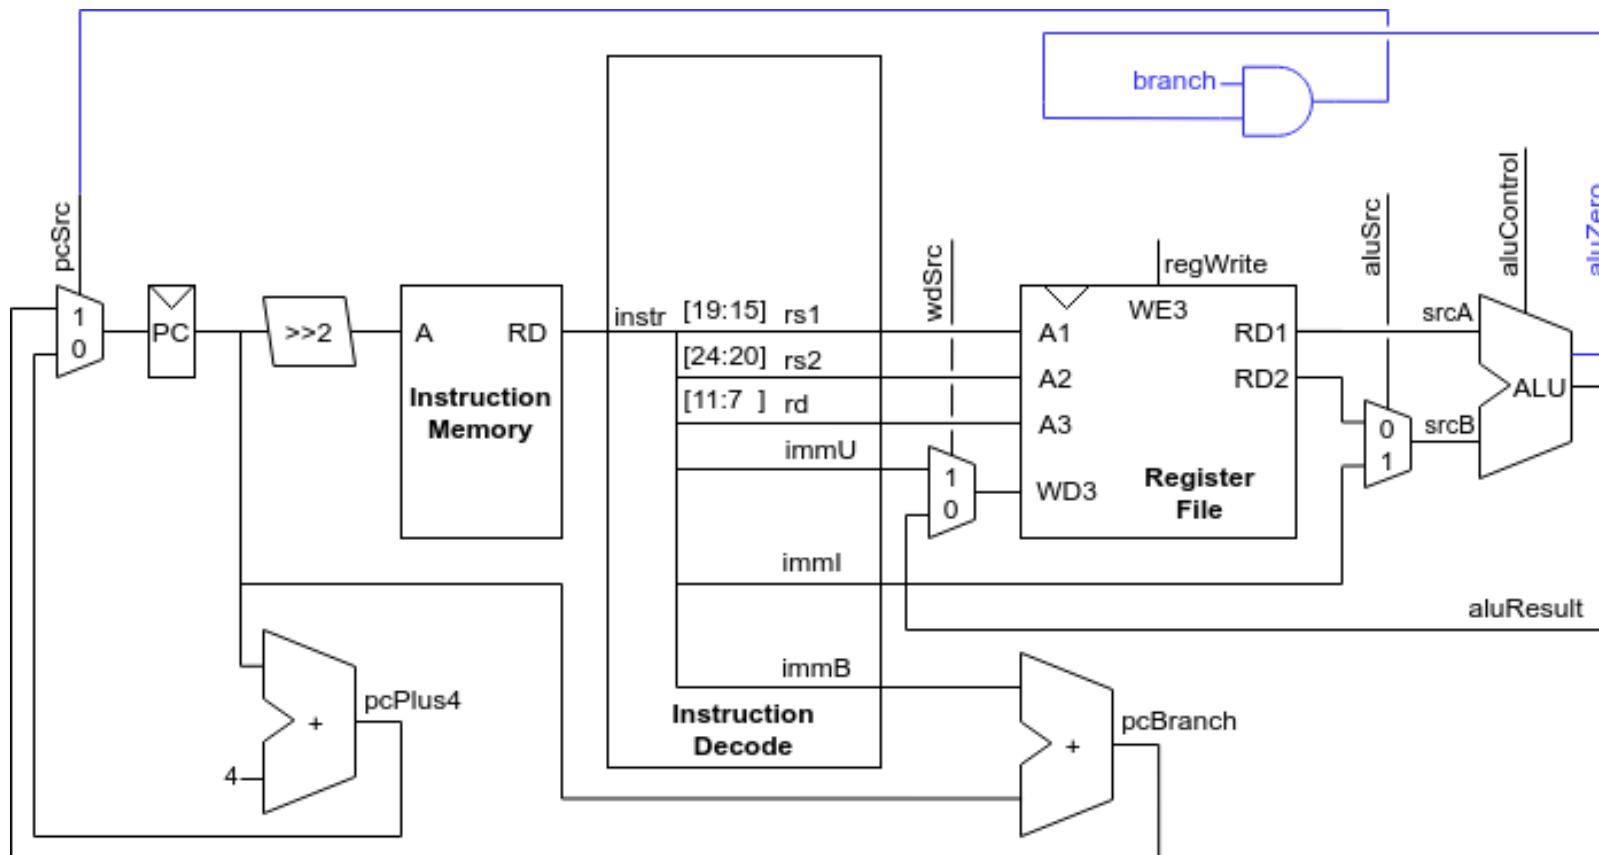 branch
pcSrc
wdSrc
regWrite
aluSrc
aluControl
aluZero
1
0
PC
>>2
A
RD
Instruction
Memory
instr
[19:15]
rs1
[24:20]
rs2
[11:7 ]
rd
immU
immI
immB
Instruction
Decode
1
0
A1
A2
A3
WD3
WE3
RD1
RD2
Register
File
srcA
0
1
srcB
ALU
aluResult
4
+
pcPlus4
+
pcBranch